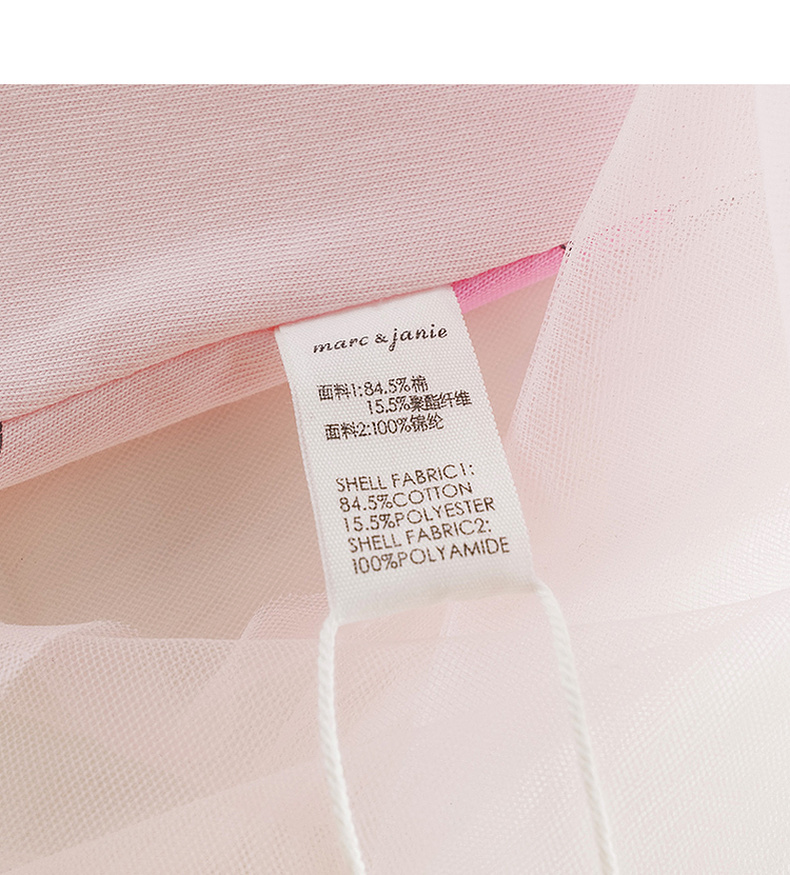 marc & janie
面料1:84.5%棉
15.5%聚酯纤维
面料2:100%锦纶
SHELL FABRIC1:
84.5%COTTON
15.5%POLYESTER
SHELL FABRIC2:
100%POLYAMIDE